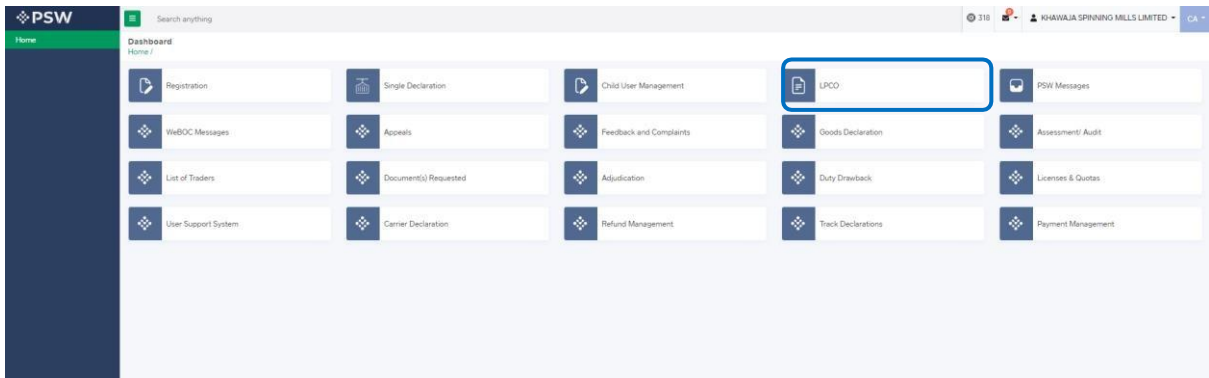 PSW
Search anything
318
KHAWAJA SPINNING MILLS LIMITED
CA
Home
Dashboard
Home /
Registration
Single Declaration
Child User Management
LPCO
PSW Messages
WeBOC Messages
Appeals
Feedback and Complaints
Goods Declaration
Assessment/ Audit
List of Traders
Document(s) Requested
Adjudication
Duty Drawback
Licenses & Quotas
User Support System
Carrier Declaration
Refund Management
Track Declarations
Payment Management